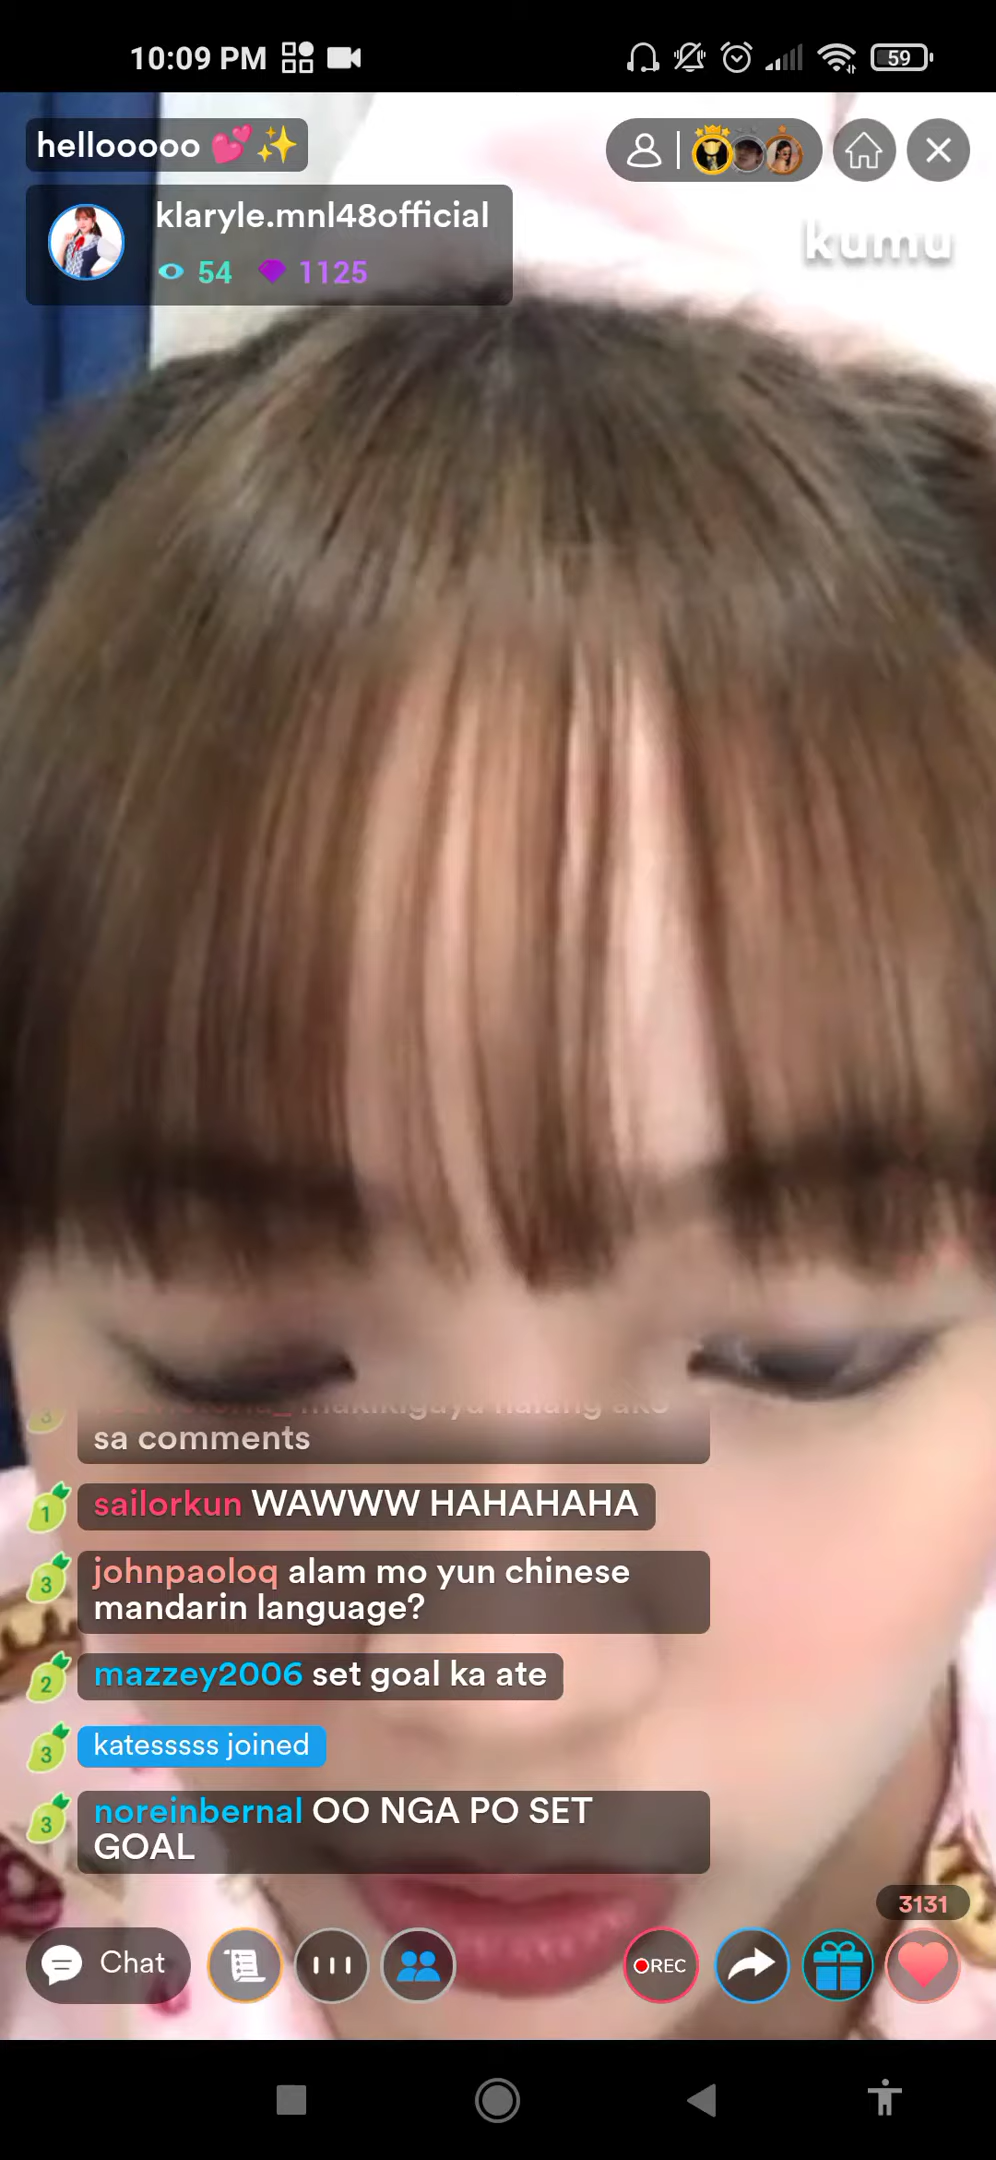 10:09 PM
59
hellooooo 💕✨
klaryle.mnl48official
54 1125
kumu
sa comments
3
1
sailorkun WAWWW HAHAHAHA
3
johnpaoloq alam mo yun chinese
mandarin language?
2
mazzey2006 set goal ka ate
3
katesssss joined
3
noreinbernal OO NGA PO SET
GOAL
3131
Chat
REC